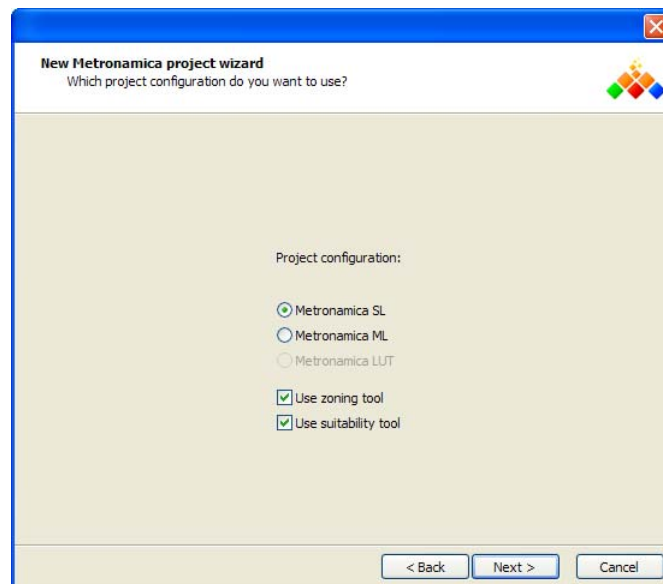 New Metronamica project wizard
Which project configuration do you want to use?
Project configuration:
Metronamica SL
Metronamica ML
Metronamica LUT
Use zoning tool
Use suitability tool
< Back Next > Cancel